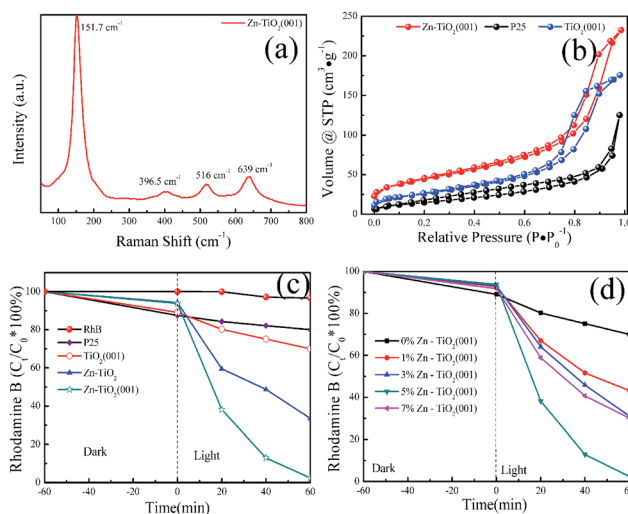 151.7 cm⁻¹
Zn-TiO₂(001)
(a)
396.5 cm⁻¹
516 cm⁻¹
639 cm⁻¹
Intensity (a.u.)
100 200 300 400 500 600 700 800
Raman Shift (cm⁻¹)
Zn-TiO₂(001) P25 TiO₂(001)
(b)
Volume @ STP (cm³•g⁻¹)
250
200
150
100
50
0
0.0 0.2 0.4 0.6 0.8 1.0
Relative Pressure (P•P₀⁻¹)
(c)
Rhodamine B (Cₜ/C₀*100%)
100
80
60
40
20
0
RhB
P25
TiO₂(001)
Zn-TiO₂
Zn-TiO₂(001)
Dark
Light
-60 -40 -20 0 20 40 60
Time(min)
(d)
Rhodamine B (Cₜ/C₀*100%)
100
80
60
40
20
0
0% Zn - TiO₂(001)
1% Zn - TiO₂(001)
3% Zn - TiO₂(001)
5% Zn - TiO₂(001)
7% Zn - TiO₂(001)
Dark
Light
-60 -40 -20 0 20 40 60
Time(min)